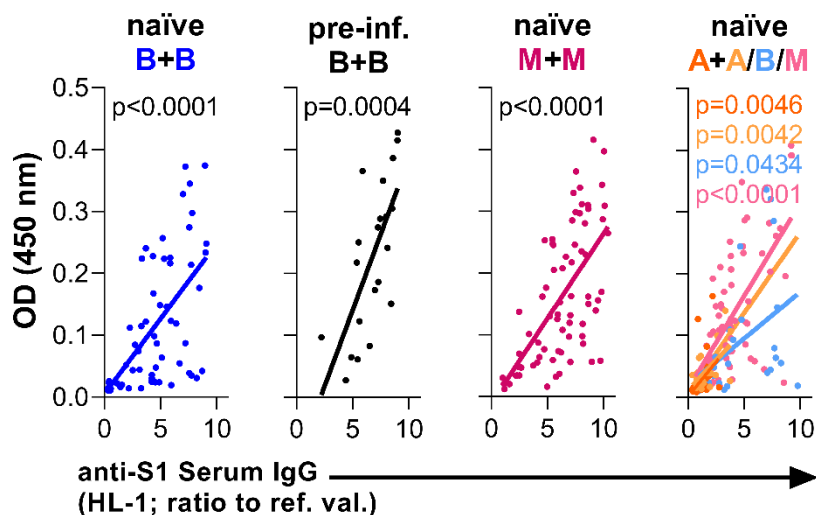 naïve
B+B
pre-inf.
B+B
naïve
M+M
naïve
A+A/B/M
OD (450 nm)
0.5
0.4
0.3
0.2
0.1
0.0
p<0.0001
p=0.0004
p<0.0001
p=0.0046
p=0.0042
p=0.0434
p<0.0001
0 5 10
0 5 10
0 5 10
0 5 10
anti-S1 Serum IgG
(HL-1; ratio to ref. val.)